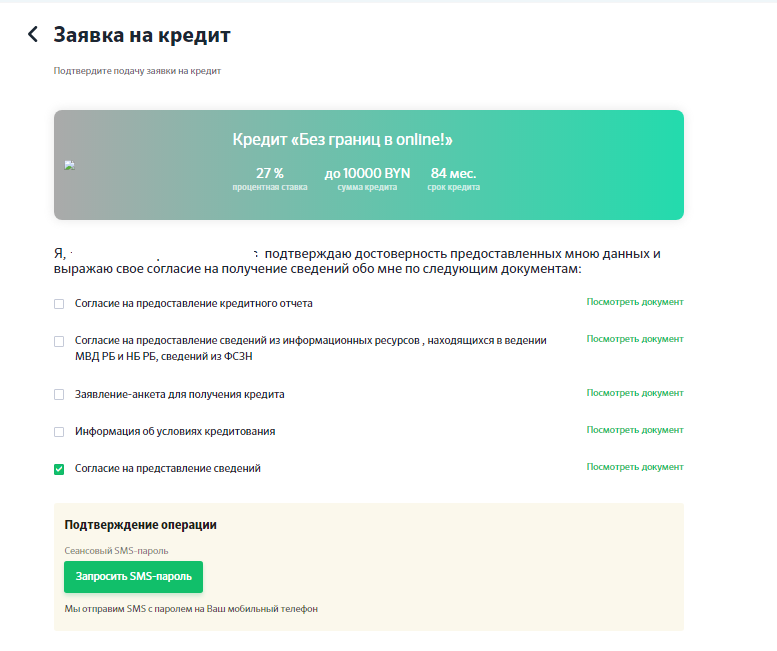 Заявка на кредит
Подтвердите подачу заявки на кредит
Кредит «Без границ в online!»
27 % до 10000 BYN 84 мес.
процентная ставка сумма кредита срок кредита
Я, подтверждаю достоверность предоставленных мною данных и
выражаю свое согласие на получение сведений обо мне по следующим документам:
Согласие на предоставление кредитного отчета Посмотреть документ
Согласие на предоставление сведений из информационных ресурсов , находящихся в ведении Посмотреть документ
МВД РБ и НБ РБ, сведений из ФСЗН
Заявление-анкета для получения кредита Посмотреть документ
Информация об условиях кредитования Посмотреть документ
Согласие на представление сведений Посмотреть документ
Подтверждение операции
Сеансовый SMS-пароль
Запросить SMS-пароль
Мы отправим SMS с паролем на Ваш мобильный телефон